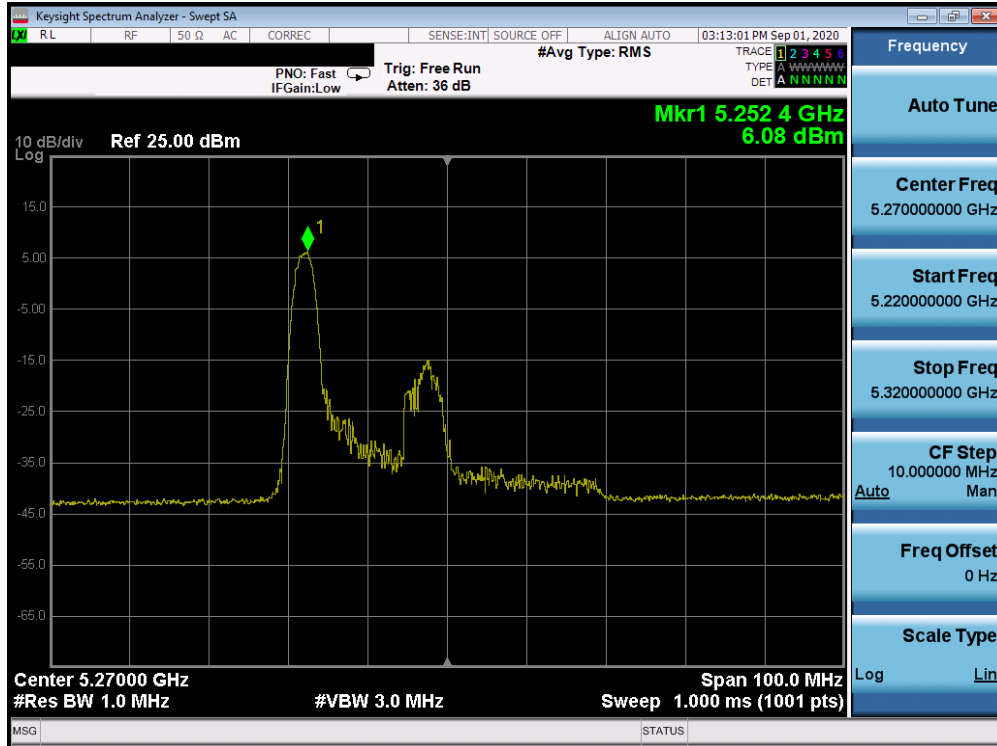 Keysight Spectrum Analyzer - Swept SA
LXI RL RF 50 Ω AC CORREC SENSE:INT SOURCE OFF ALIGN AUTO 03:13:01 PM Sep 01, 2020
#Avg Type: RMS
TRACE 1 2 3 4 5 6
TYPE A WWWWW
DET A N N N N N
PNO: Fast
IFGain:Low
Trig: Free Run
Atten: 36 dB
Mkr1 5.252 4 GHz
6.08 dBm
10 dB/div Ref 25.00 dBm
Log
15.0
5.00
-5.00
-15.0
-25.0
-35.0
-45.0
-55.0
-65.0
1
Center 5.27000 GHz Span 100.0 MHz
#Res BW 1.0 MHz #VBW 3.0 MHz Sweep 1.000 ms (1001 pts)
MSG STATUS
Frequency
Auto Tune
Center Freq
5.270000000 GHz
Start Freq
5.220000000 GHz
Stop Freq
5.320000000 GHz
CF Step
10.000000 MHz
Auto Man
Freq Offset
0 Hz
Scale Type
Log Lin